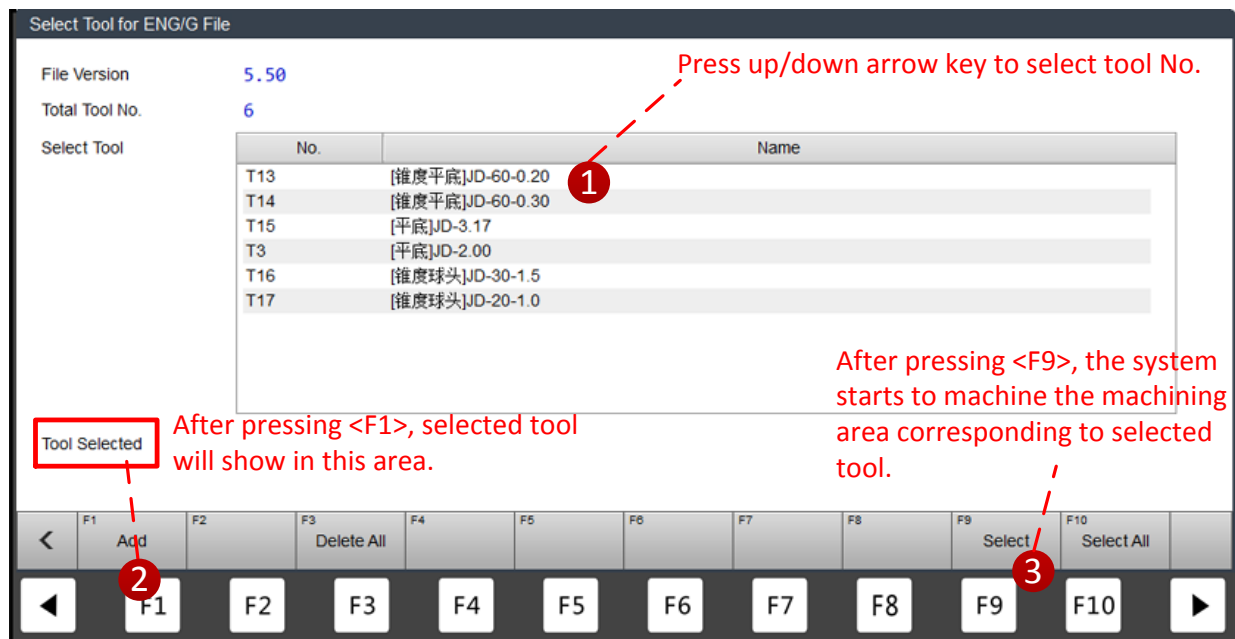 Select Tool for ENG/G File
File Version 5.50
Press up/down arrow key to select tool No.
Total Tool No. 6
Select Tool
No. Name
T13 [锥度平底]JD-60-0.20
1
T14 [锥度平底]JD-60-0.30
T15 [平底]JD-3.17
T3 [平底]JD-2.00
T16 [锥度球头]JD-30-1.5
T17 [锥度球头]JD-20-1.0
After pressing <F9>, the system
starts to machine the machining
area corresponding to selected
tool.
Tool Selected
After pressing <F1>, selected tool
will show in this area.
F1 F2 F3 F4 F5 F6 F7 F8 F9 F10
< Add Delete All Select Select All
2
3
F1 F2 F3 F4 F5 F6 F7 F8 F9 F10